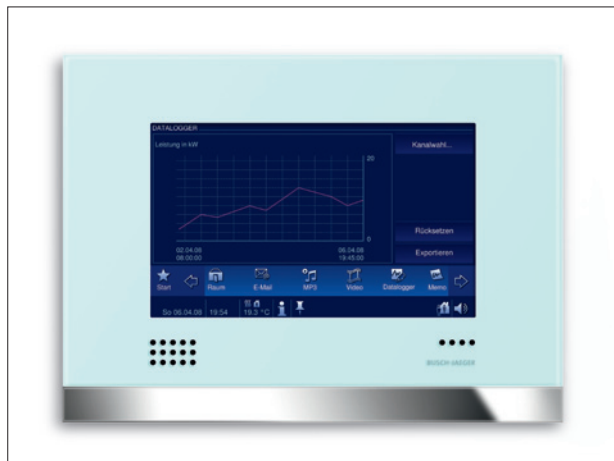 DATALOGGER
Leistung in kW
Kanalwahl...
20
0
02.04.08
08:00:00
06.04.08
19:45:00
Rücksetzen
Exportieren
Start
Raum
E-Mail
MP3
Video
Datalogger
Memo
So 06.04.08
19:54
19.3 °C
BUSCH-JAEGER